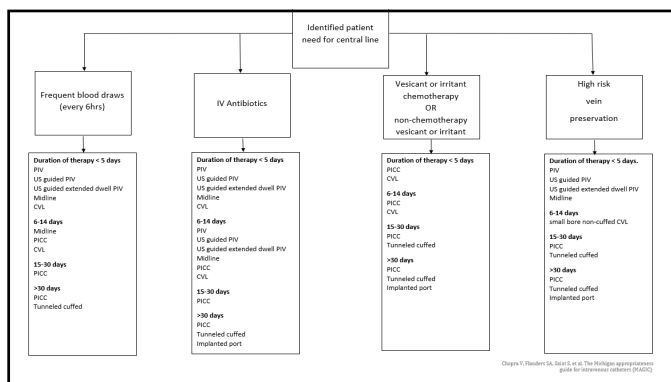 Identified patient
need for central line
Frequent blood draws
(every 6hrs)
Duration of therapy < 5 days
PIV
US guided PIV
US guided extended dwell PIV
Midline
CVL
6-14 days
Midline
PICC
CVL
15-30 days
PICC
>30 days
PICC
Tunneled cuffed
IV Antibiotics
Duration of therapy < 5 days
PIV
US guided PIV
US guided extended dwell PIV
Midline
CVL
6-14 days
PIV
US guided PIV
US guided extended dwell PIV
Midline
PICC
CVL
15-30 days
PICC
>30 days
PICC
Tunneled cuffed
Implanted port
Vesicant or irritant
chemotherapy
OR
non-chemotherapy
vesicant or irritant
Duration of therapy < 5 days
PICC
CVL
6-14 days
PICC
CVL
15-30 days
PICC
Tunneled cuffed
>30 days
PICC
Tunneled cuffed
Implanted port
High risk
vein
preservation
Duration of therapy < 5 days.
PIV
US guided PIV
US guided extended dwell PIV
Midline
6-14 days
small bore non-cuffed CVL
15-30 days
PICC
Tunneled cuffed
>30 days
PICC
Tunneled cuffed
Implanted port
Chopra V, Flanders SA, Saint S, et al. The Michigan appropriateness
guide for intravenous catheters (MAGIC):